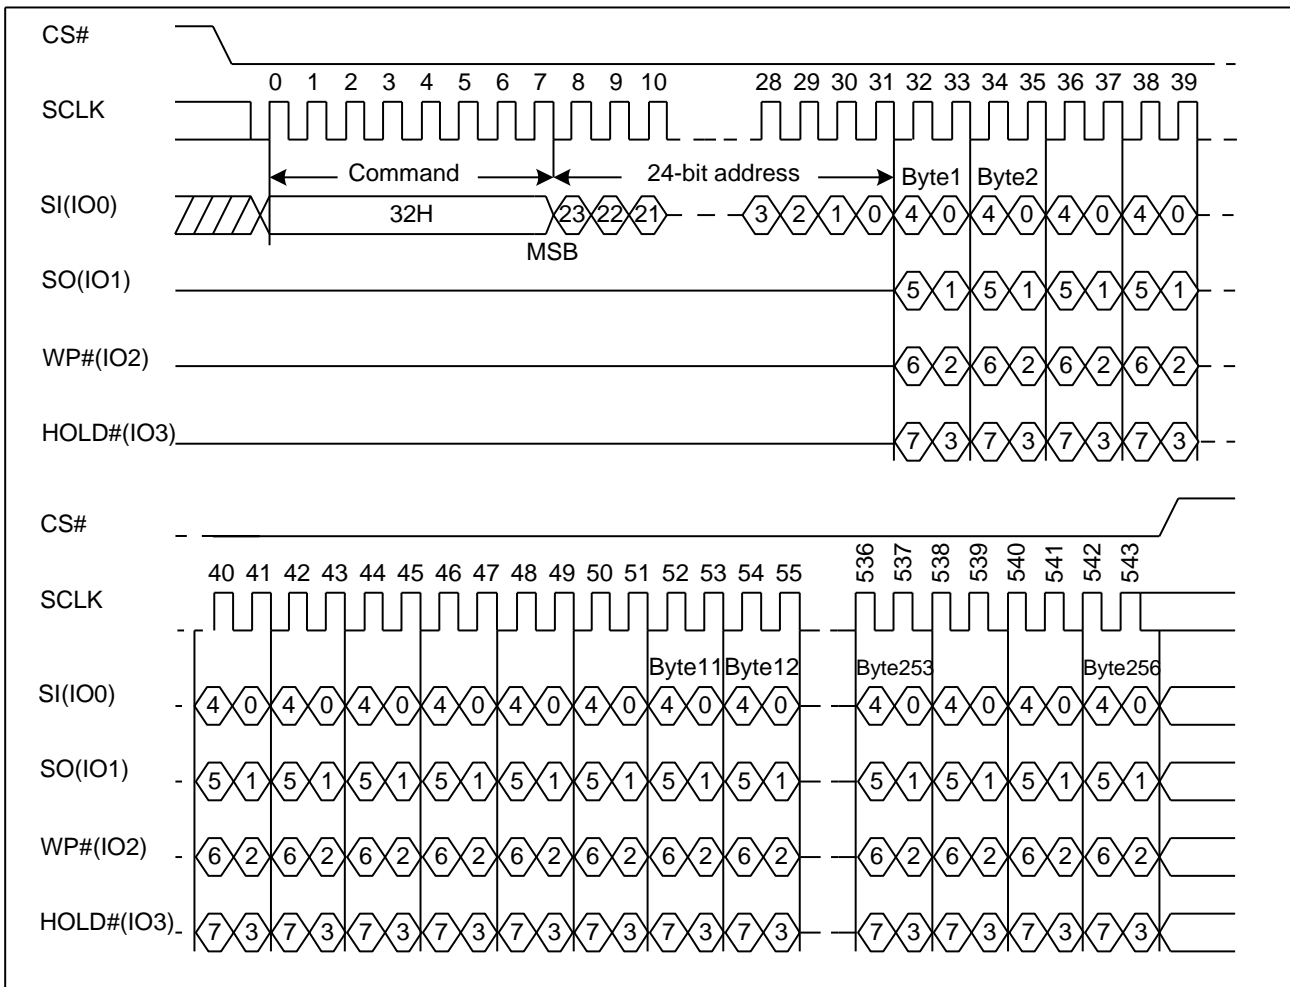 CS#
0 1 2 3 4 5 6 7 8 9 10 28 29 30 31 32 33 34 35 36 37 38 39
SCLK
Command 24-bit address Byte1 Byte2
SI(IO0) 32H 23 22 21 3 2 1 0 4 0 4 0 4 0 4 0
MSB
SO(IO1) 5 1 5 1 5 1 5 1
WP#(IO2) 6 2 6 2 6 2 6 2
HOLD#(IO3) 7 3 7 3 7 3 7 3
CS#
40 41 42 43 44 45 46 47 48 49 50 51 52 53 54 55 536 537 538 539 540 541 542 543
SCLK
Byte11 Byte12 Byte253 Byte256
SI(IO0) 4 0 4 0 4 0 4 0 4 0 4 0 4 0 4 0 4 0 4 0 4 0 4 0
SO(IO1) 5 1 5 1 5 1 5 1 5 1 5 1 5 1 5 1 5 1 5 1 5 1 5 1
WP#(IO2) 6 2 6 2 6 2 6 2 6 2 6 2 6 2 6 2 6 2 6 2 6 2 6 2
HOLD#(IO3) 7 3 7 3 7 3 7 3 7 3 7 3 7 3 7 3 7 3 7 3 7 3 7 3